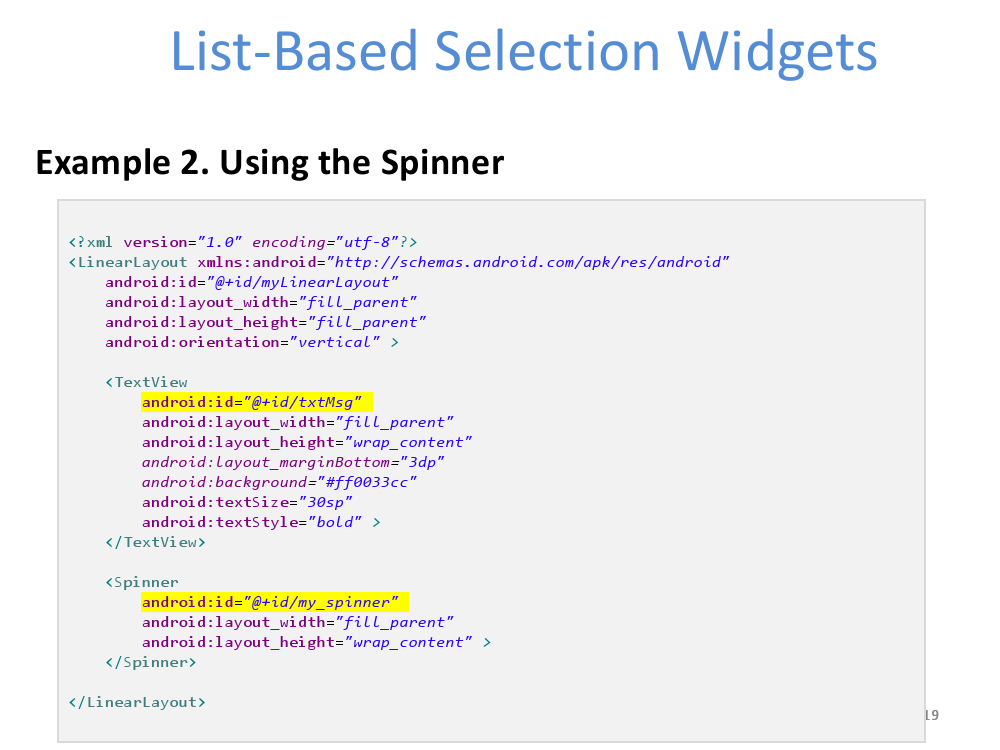 List-Based Selection Widgets
Example 2. Using the Spinner
<?xml version="1.0" encoding="utf-8"?>
<LinearLayout xmlns:android="http://schemas.android.com/apk/res/android"
    android:id="@+id/myLinearLayout"
    android:layout_width="fill_parent"
    android:layout_height="fill_parent"
    android:orientation="vertical" >
    <TextView
        android:id="@+id/txtMsg"
        android:layout_width="fill_parent"
        android:layout_height="wrap_content"
        android:layout_marginBottom="3dp"
        android:background="#ff0033cc"
        android:textSize="30sp"
        android:textStyle="bold" >
    </TextView>
    <Spinner
        android:id="@+id/my_spinner"
        android:layout_width="fill_parent"
        android:layout_height="wrap_content" >
    </Spinner>
</LinearLayout>
19